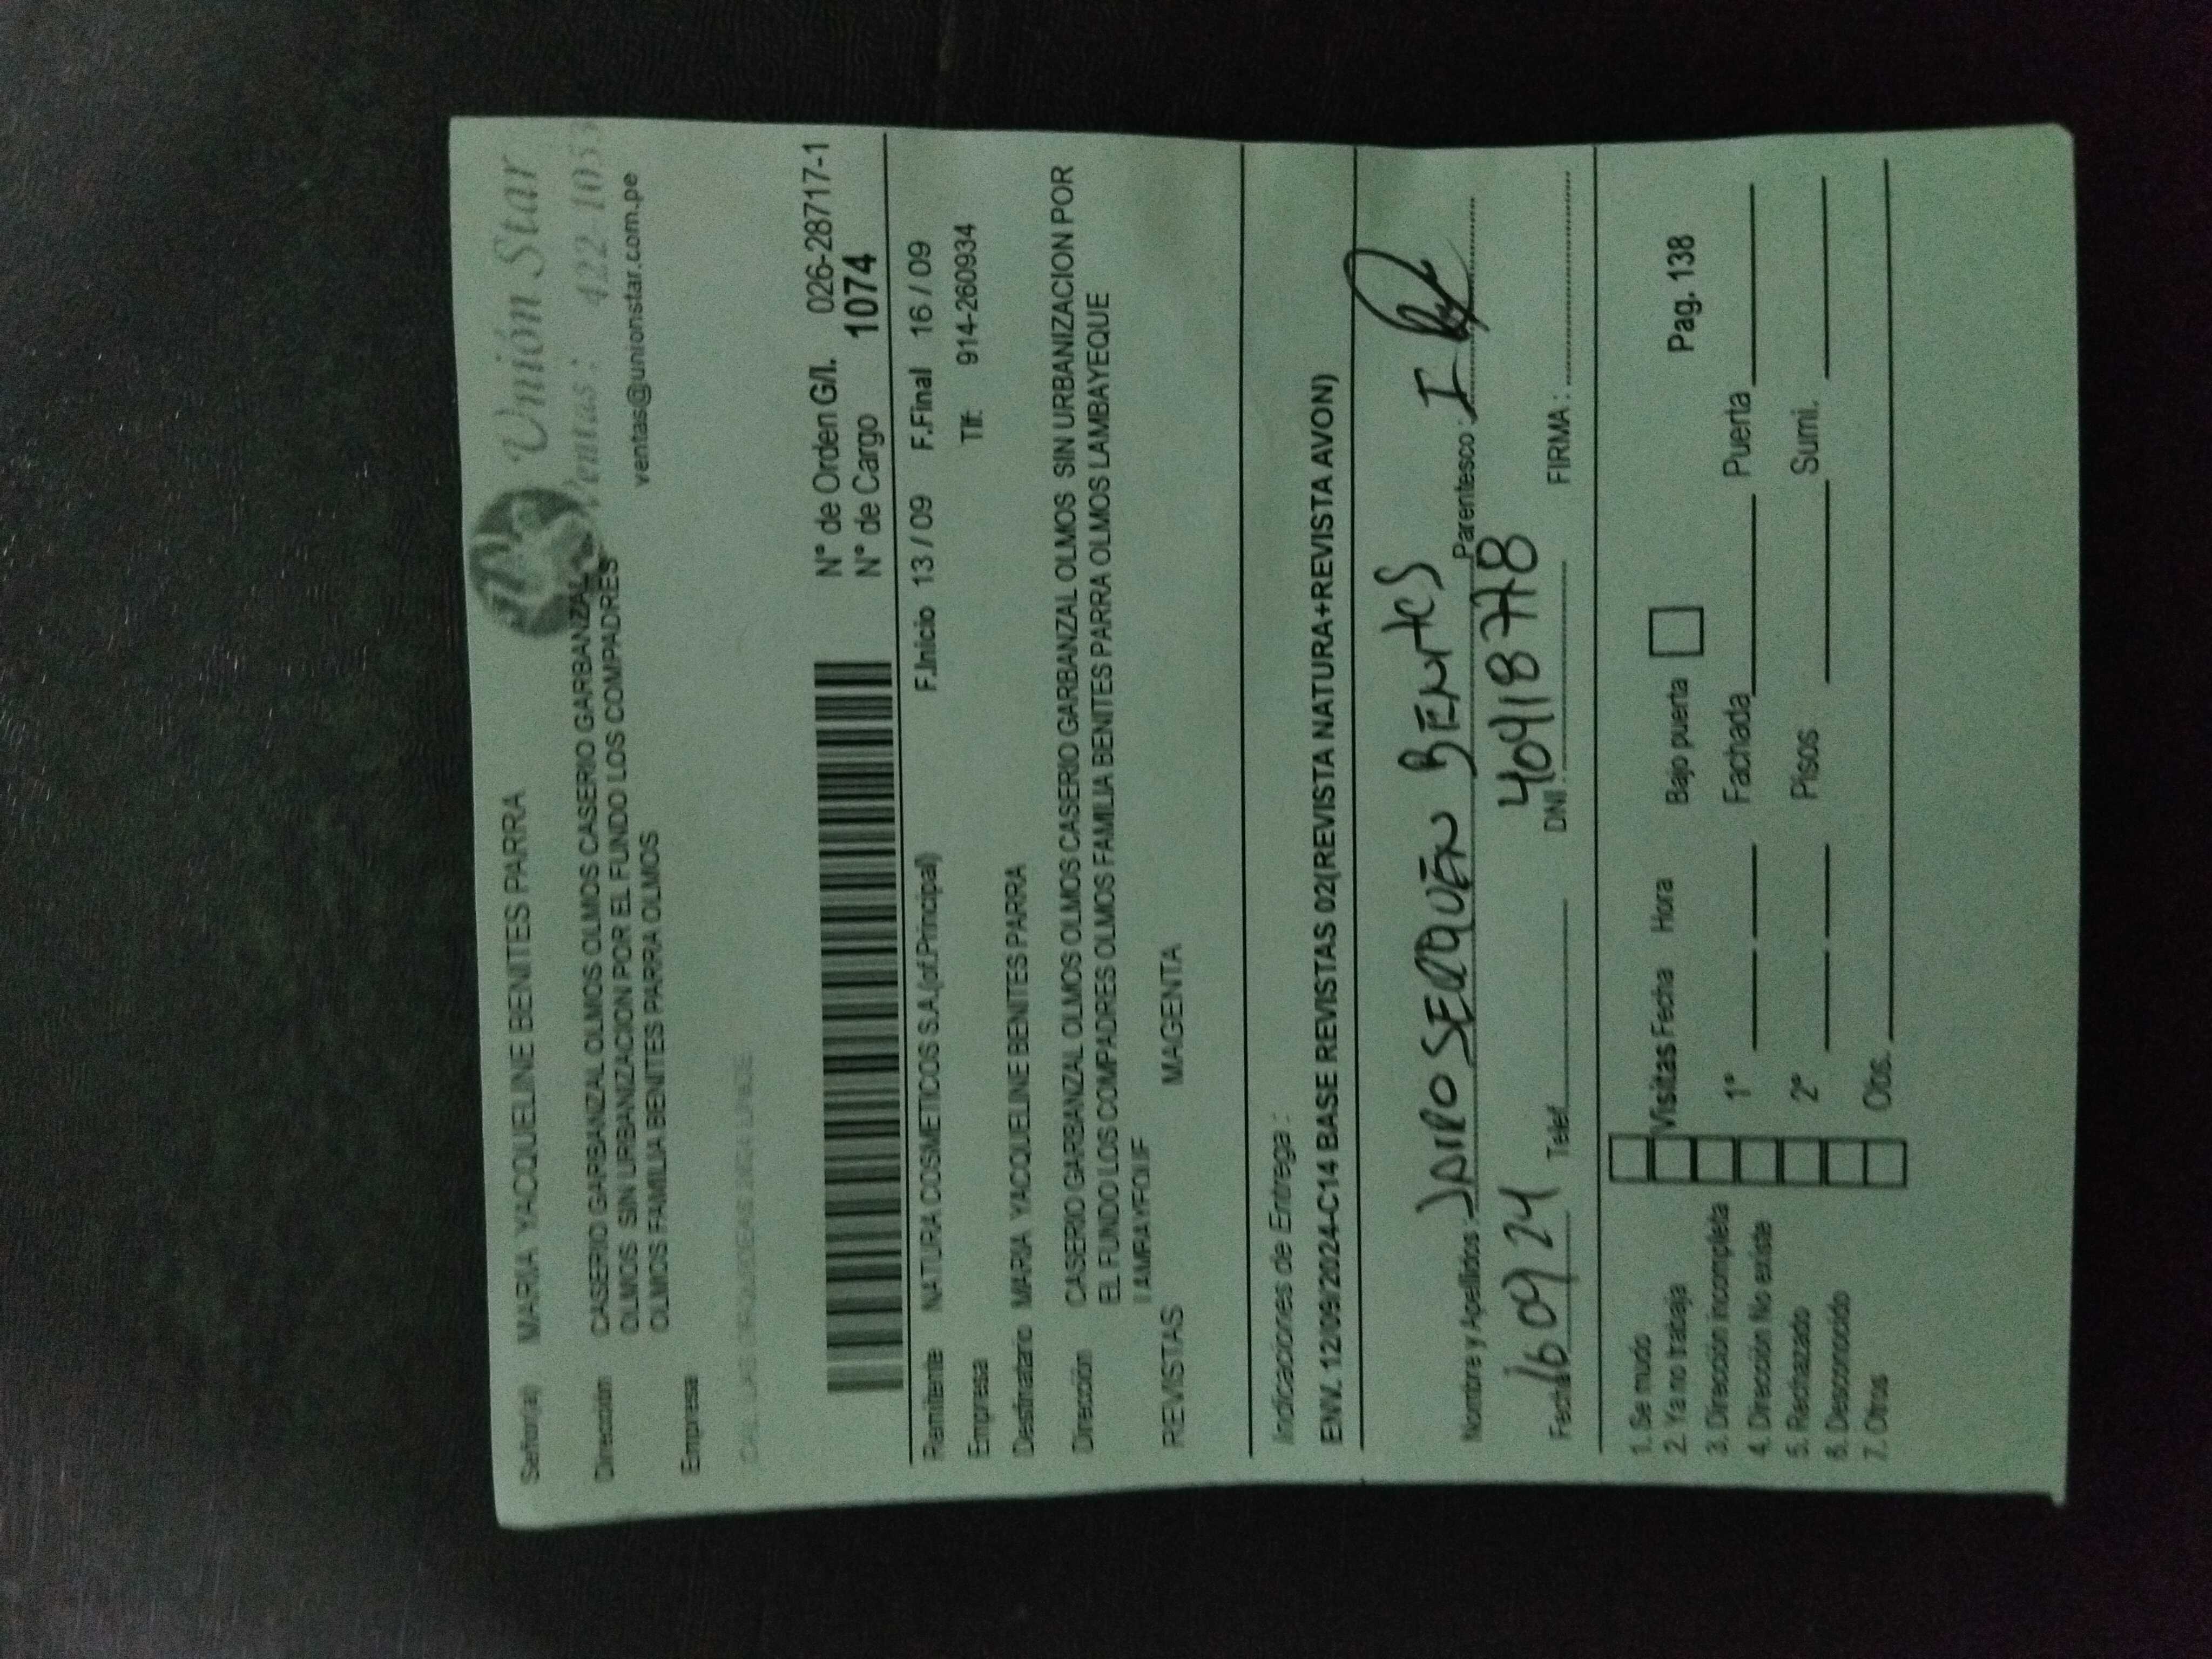 Unión Star
Ventas : 422-105
ventas@unionstar.com.pe
Señor(a) MARIA YACQUELINE BENITES PARRA
Dirección CASERIO GARBANZAL OLMOS OLMOS CASERIO GARBANZAL
OLMOS SIN URBANIZACION POR EL FUNDO LOS COMPADRES
OLMOS FAMILIA BENITES PARRA OLMOS
Empresa
N° de Orden G/I. 026-28717-1
N° de Cargo 1074
F.Inicio 13 / 09 F.Final 16 / 09
Remitente NATURA COSMETICOS S.A.(of.Principal)
Empresa Tlf: 914-260934
Destinatario MARIA YACQUELINE BENITES PARRA
Dirección CASERIO GARBANZAL OLMOS OLMOS CASERIO GARBANZAL OLMOS SIN URBANIZACION POR
EL FUNDO LOS COMPADRES OLMOS FAMILIA BENITES PARRA OLMOS LAMBAYEQUE
REVISTAS MAGENTA
Indicaciones de Entrega :
ENV. 12/09/2024-C14 BASE REVISTAS 02(REVISTA NATURA+REVISTA AVON)
Nombre y Apellidos : JAIRO SERQUÉN BENITES Parentesco :
Fecha 16 09 24 Telef. DNI : 40418778 FIRMA :
1. Se mudo
2. Ya no trabaja
3. Dirección incompleta
4. Dirección No existe
5. Rechazado
6. Desconocido
7. Otros
Visitas Fecha Hora Bajo puerta Pag. 138
1° Fachada Puerta
2° Pisos Sumi.
Obs.